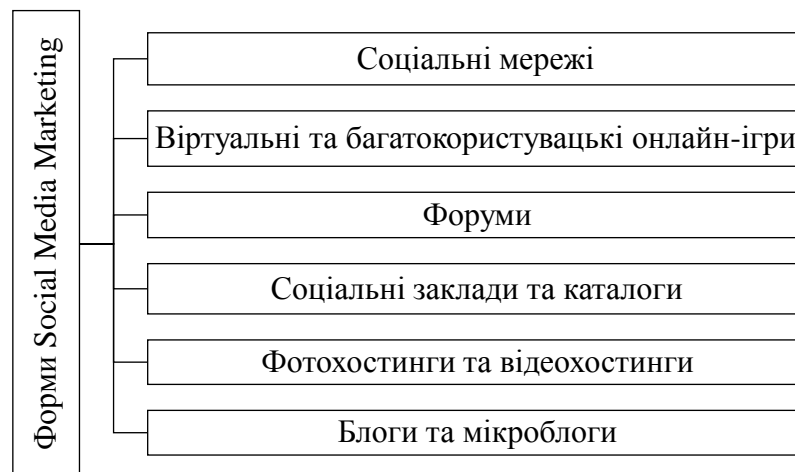 Форми Social Media Marketing
Соціальні мережі
Віртуальні та багатокористувацькі онлайн-ігри
Форуми
Соціальні заклади та каталоги
Фотохостинги та відеохостинги
Блоги та мікроблоги